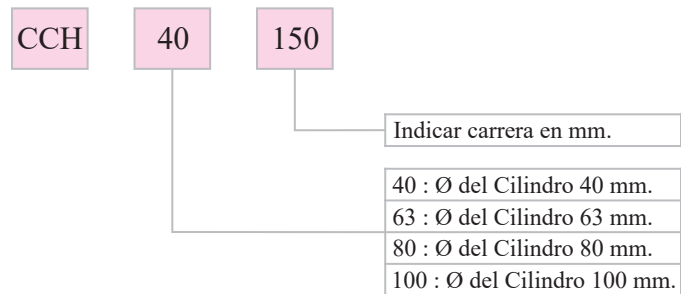 CCH 40 150
Indicar carrera en mm.
40 : Ø del Cilindro 40 mm.
63 : Ø del Cilindro 63 mm.
80 : Ø del Cilindro 80 mm.
100 : Ø del Cilindro 100 mm.